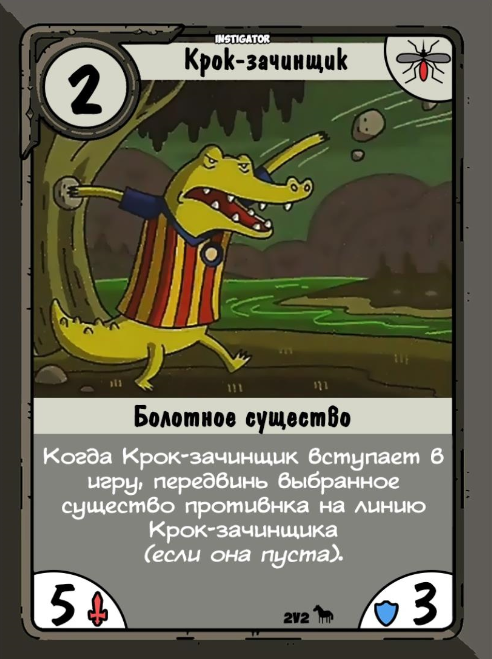 INSTIGATOR
2
Крок-зачинщик
Болотное существо
Когда Крок-зачинщик вступает в
игру, передвинь выбранное
существо противнка на линию
Крок-зачинщика
(если она пуста).
5
2У2
3